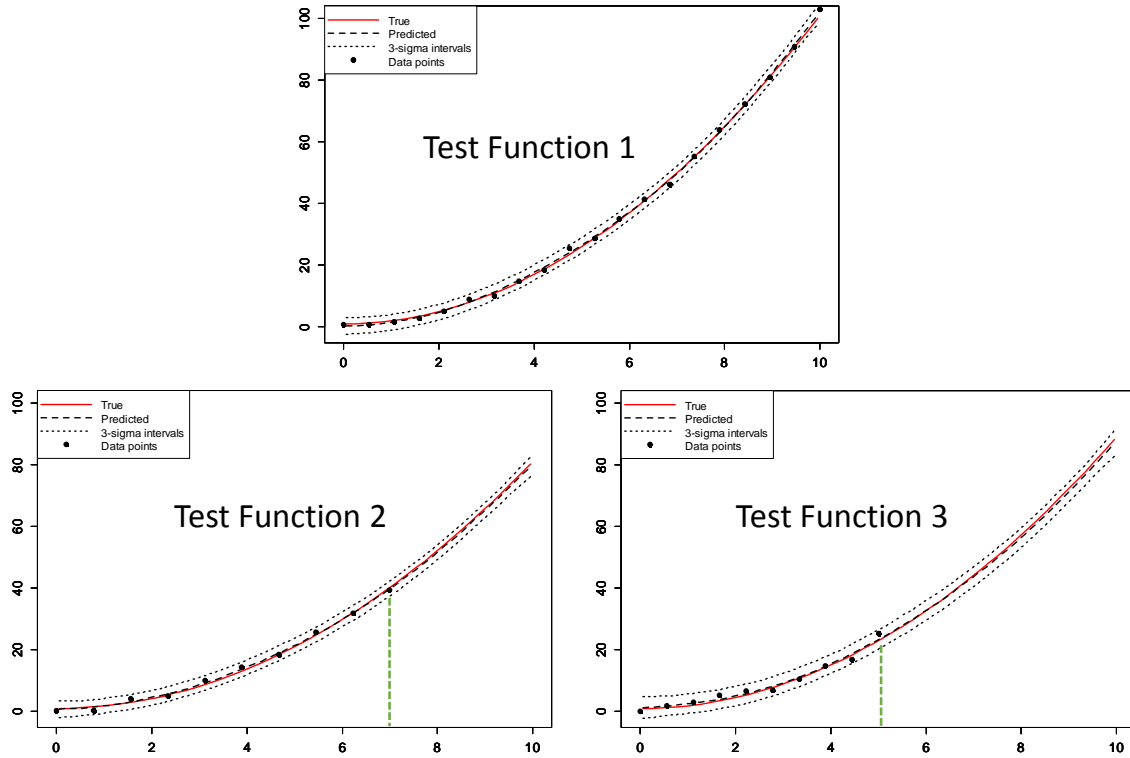 100
80
60
40
20
0
True
Predicted
3-sigma intervals
Data points
Test Function 1
0 2 4 6 8 10
100
80
60
40
20
0
True
Predicted
3-sigma intervals
Data points
Test Function 2
0 2 4 6 8 10
100
80
60
40
20
0
True
Predicted
3-sigma intervals
Data points
Test Function 3
0 2 4 6 8 10